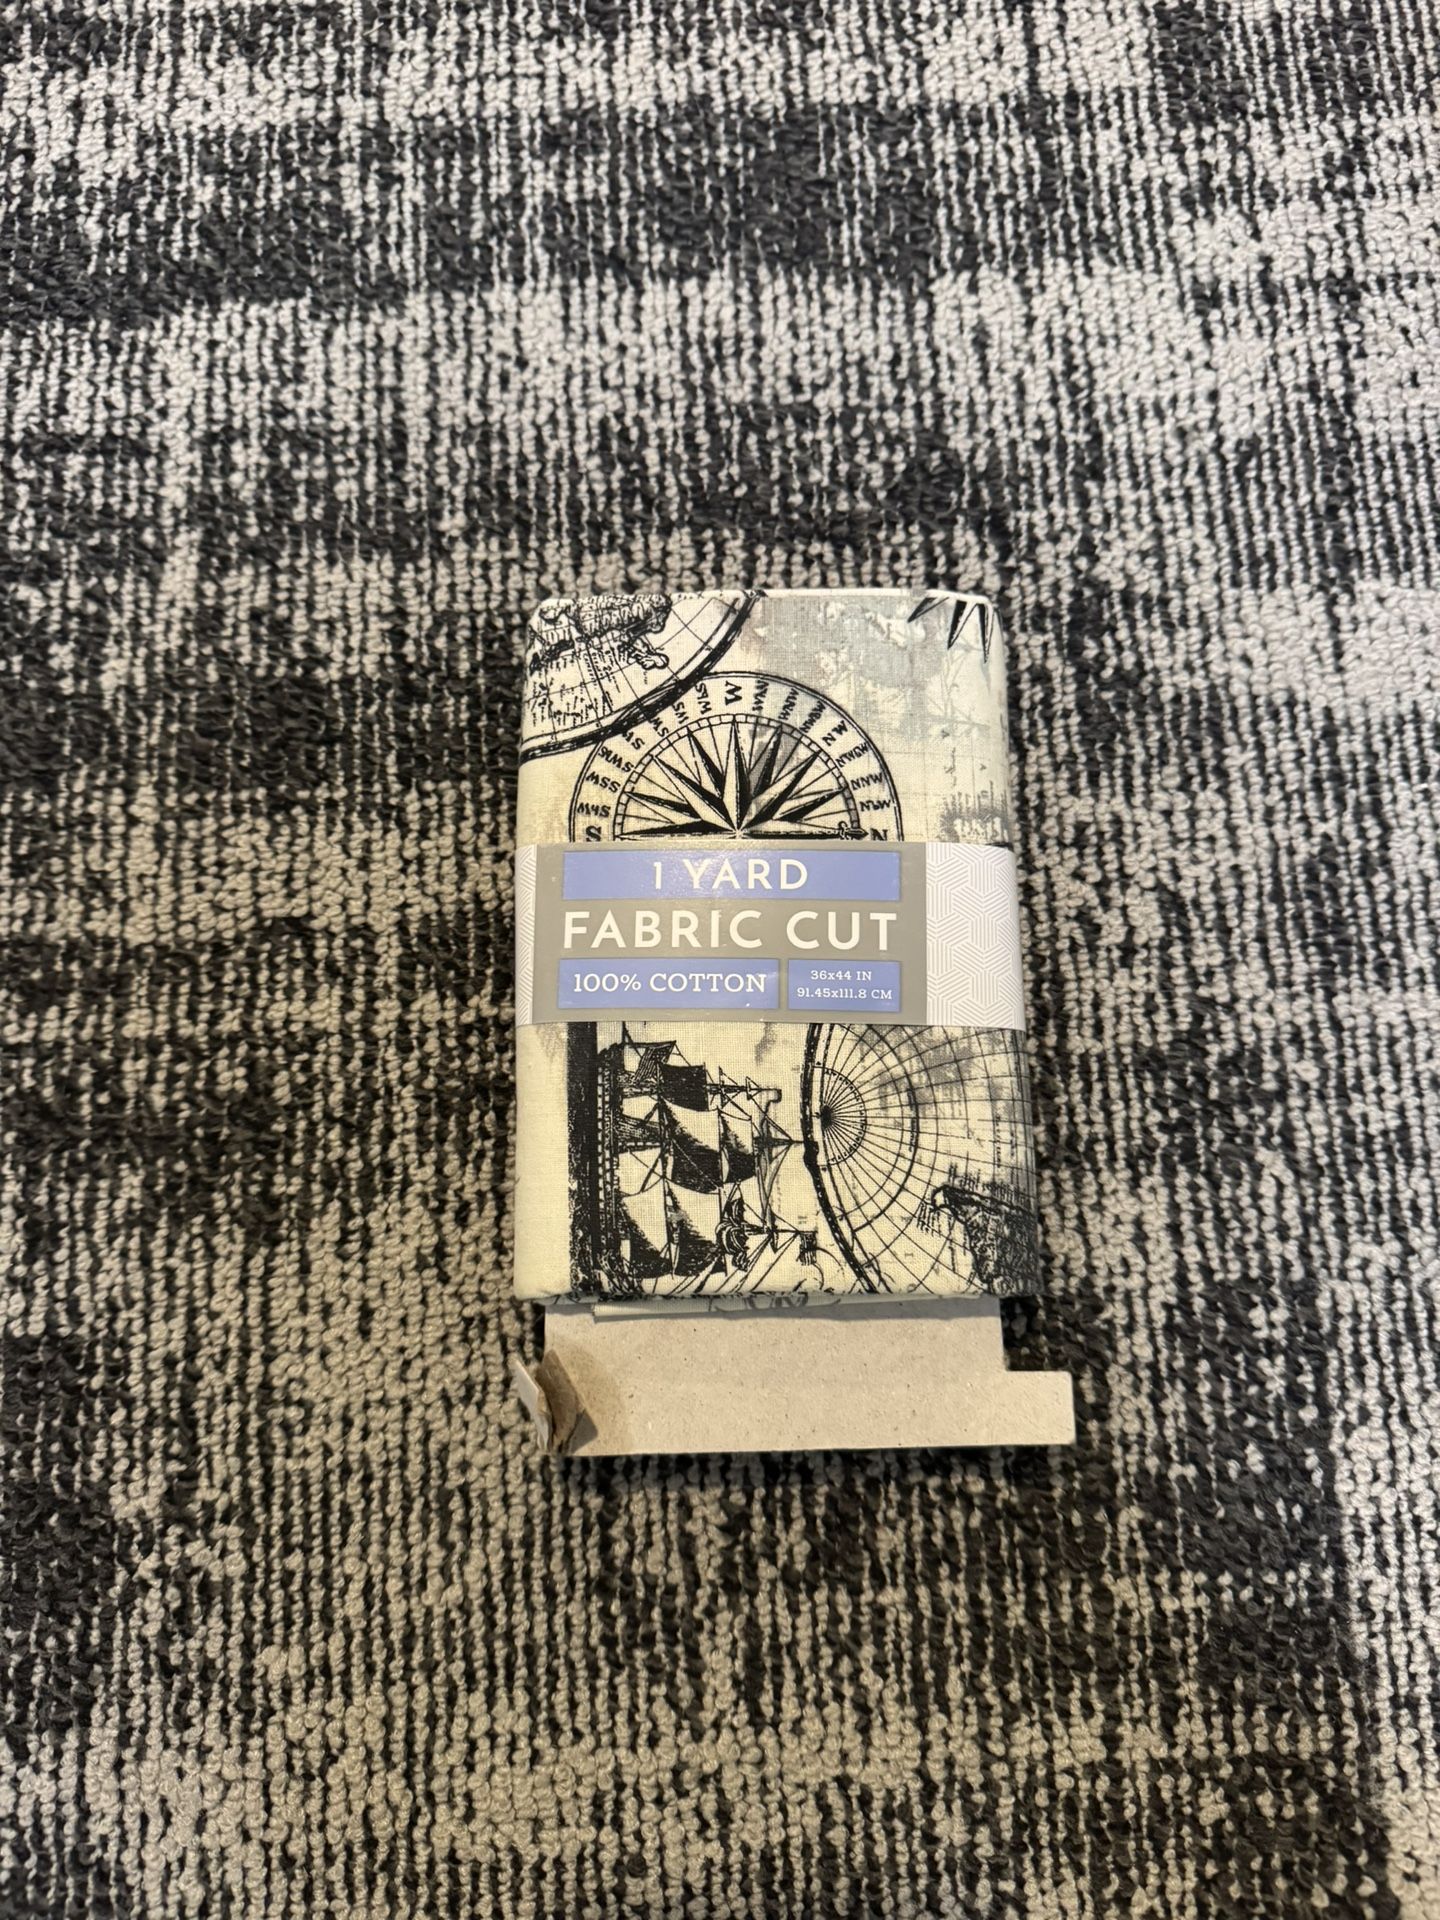 W
S
N
1 YARD
FABRIC CUT
100% COTTON
36x44 IN
91.45x111.8 CM